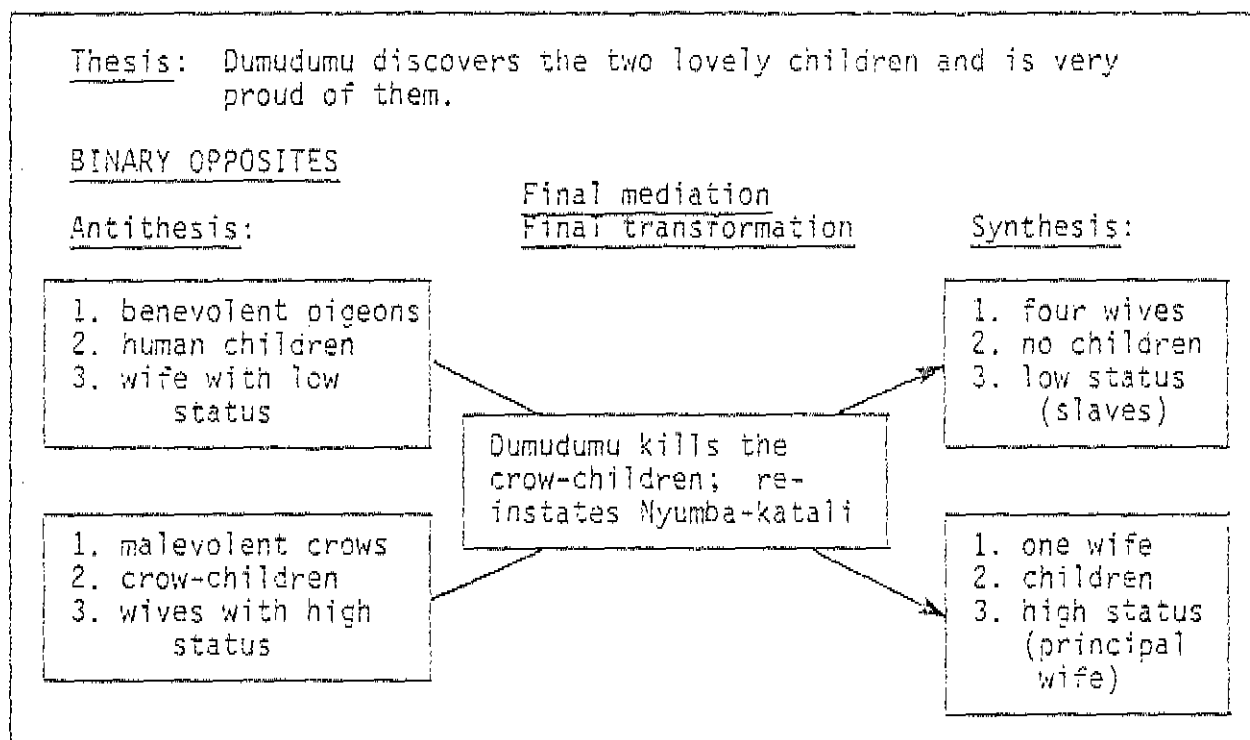 Thesis: Dumudumu discovers the two lovely children and is very
proud of them.
BINARY OPPOSITES
Antithesis:
Final mediation
Final transformation
Synthesis:
1. benevolent pigeons
2. human children
3. wife with low
status
1. malevolent crows
2. crow-children
3. wives with high
status
Dumudumu kills the
crow-children; re-
instates Nyumba-katali
1. four wives
2. no children
3. low status
(slaves)
1. one wife
2. children
3. high status
(principal
wife)